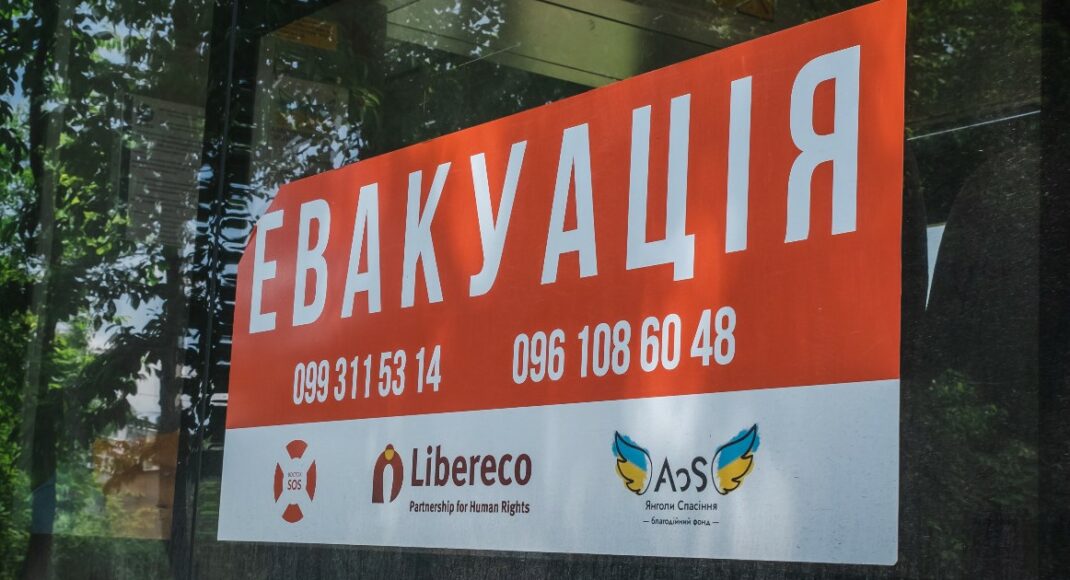 ЕВАКУАЦІЯ
099 311 53 14 096 108 60 48
SOS
Libereco
Partnership for Human Rights
AoS
Янголи Спасіння
— благодійний фонд —